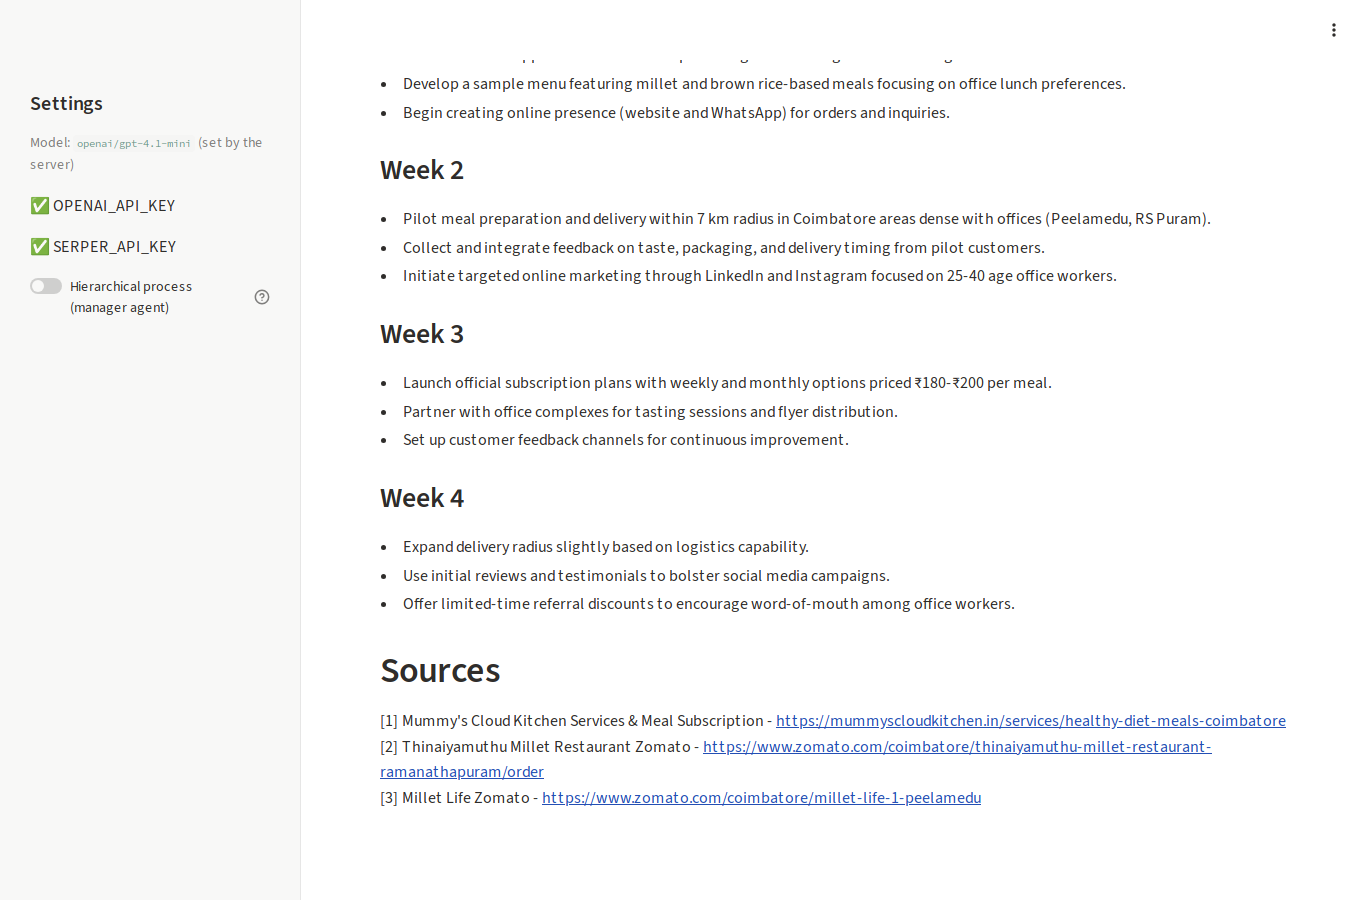 Settings
Model: openai/gpt-4.1-mini (set by the
server)
✅ OPENAI_API_KEY
✅ SERPER_API_KEY
Hierarchical process
(manager agent)
• Develop a sample menu featuring millet and brown rice-based meals focusing on office lunch preferences.
• Begin creating online presence (website and WhatsApp) for orders and inquiries.
Week 2
• Pilot meal preparation and delivery within 7 km radius in Coimbatore areas dense with offices (Peelamedu, RS Puram).
• Collect and integrate feedback on taste, packaging, and delivery timing from pilot customers.
• Initiate targeted online marketing through LinkedIn and Instagram focused on 25-40 age office workers.
Week 3
• Launch official subscription plans with weekly and monthly options priced ₹180-₹200 per meal.
• Partner with office complexes for tasting sessions and flyer distribution.
• Set up customer feedback channels for continuous improvement.
Week 4
• Expand delivery radius slightly based on logistics capability.
• Use initial reviews and testimonials to bolster social media campaigns.
• Offer limited-time referral discounts to encourage word-of-mouth among office workers.
Sources
[1] Mummy's Cloud Kitchen Services & Meal Subscription - https://mummyscloudkitchen.in/services/healthy-diet-meals-coimbatore
[2] Thinaiyamuthu Millet Restaurant Zomato - https://www.zomato.com/coimbatore/thinaiyamuthu-millet-restaurant-
ramanathapuram/order
[3] Millet Life Zomato - https://www.zomato.com/coimbatore/millet-life-1-peelamedu